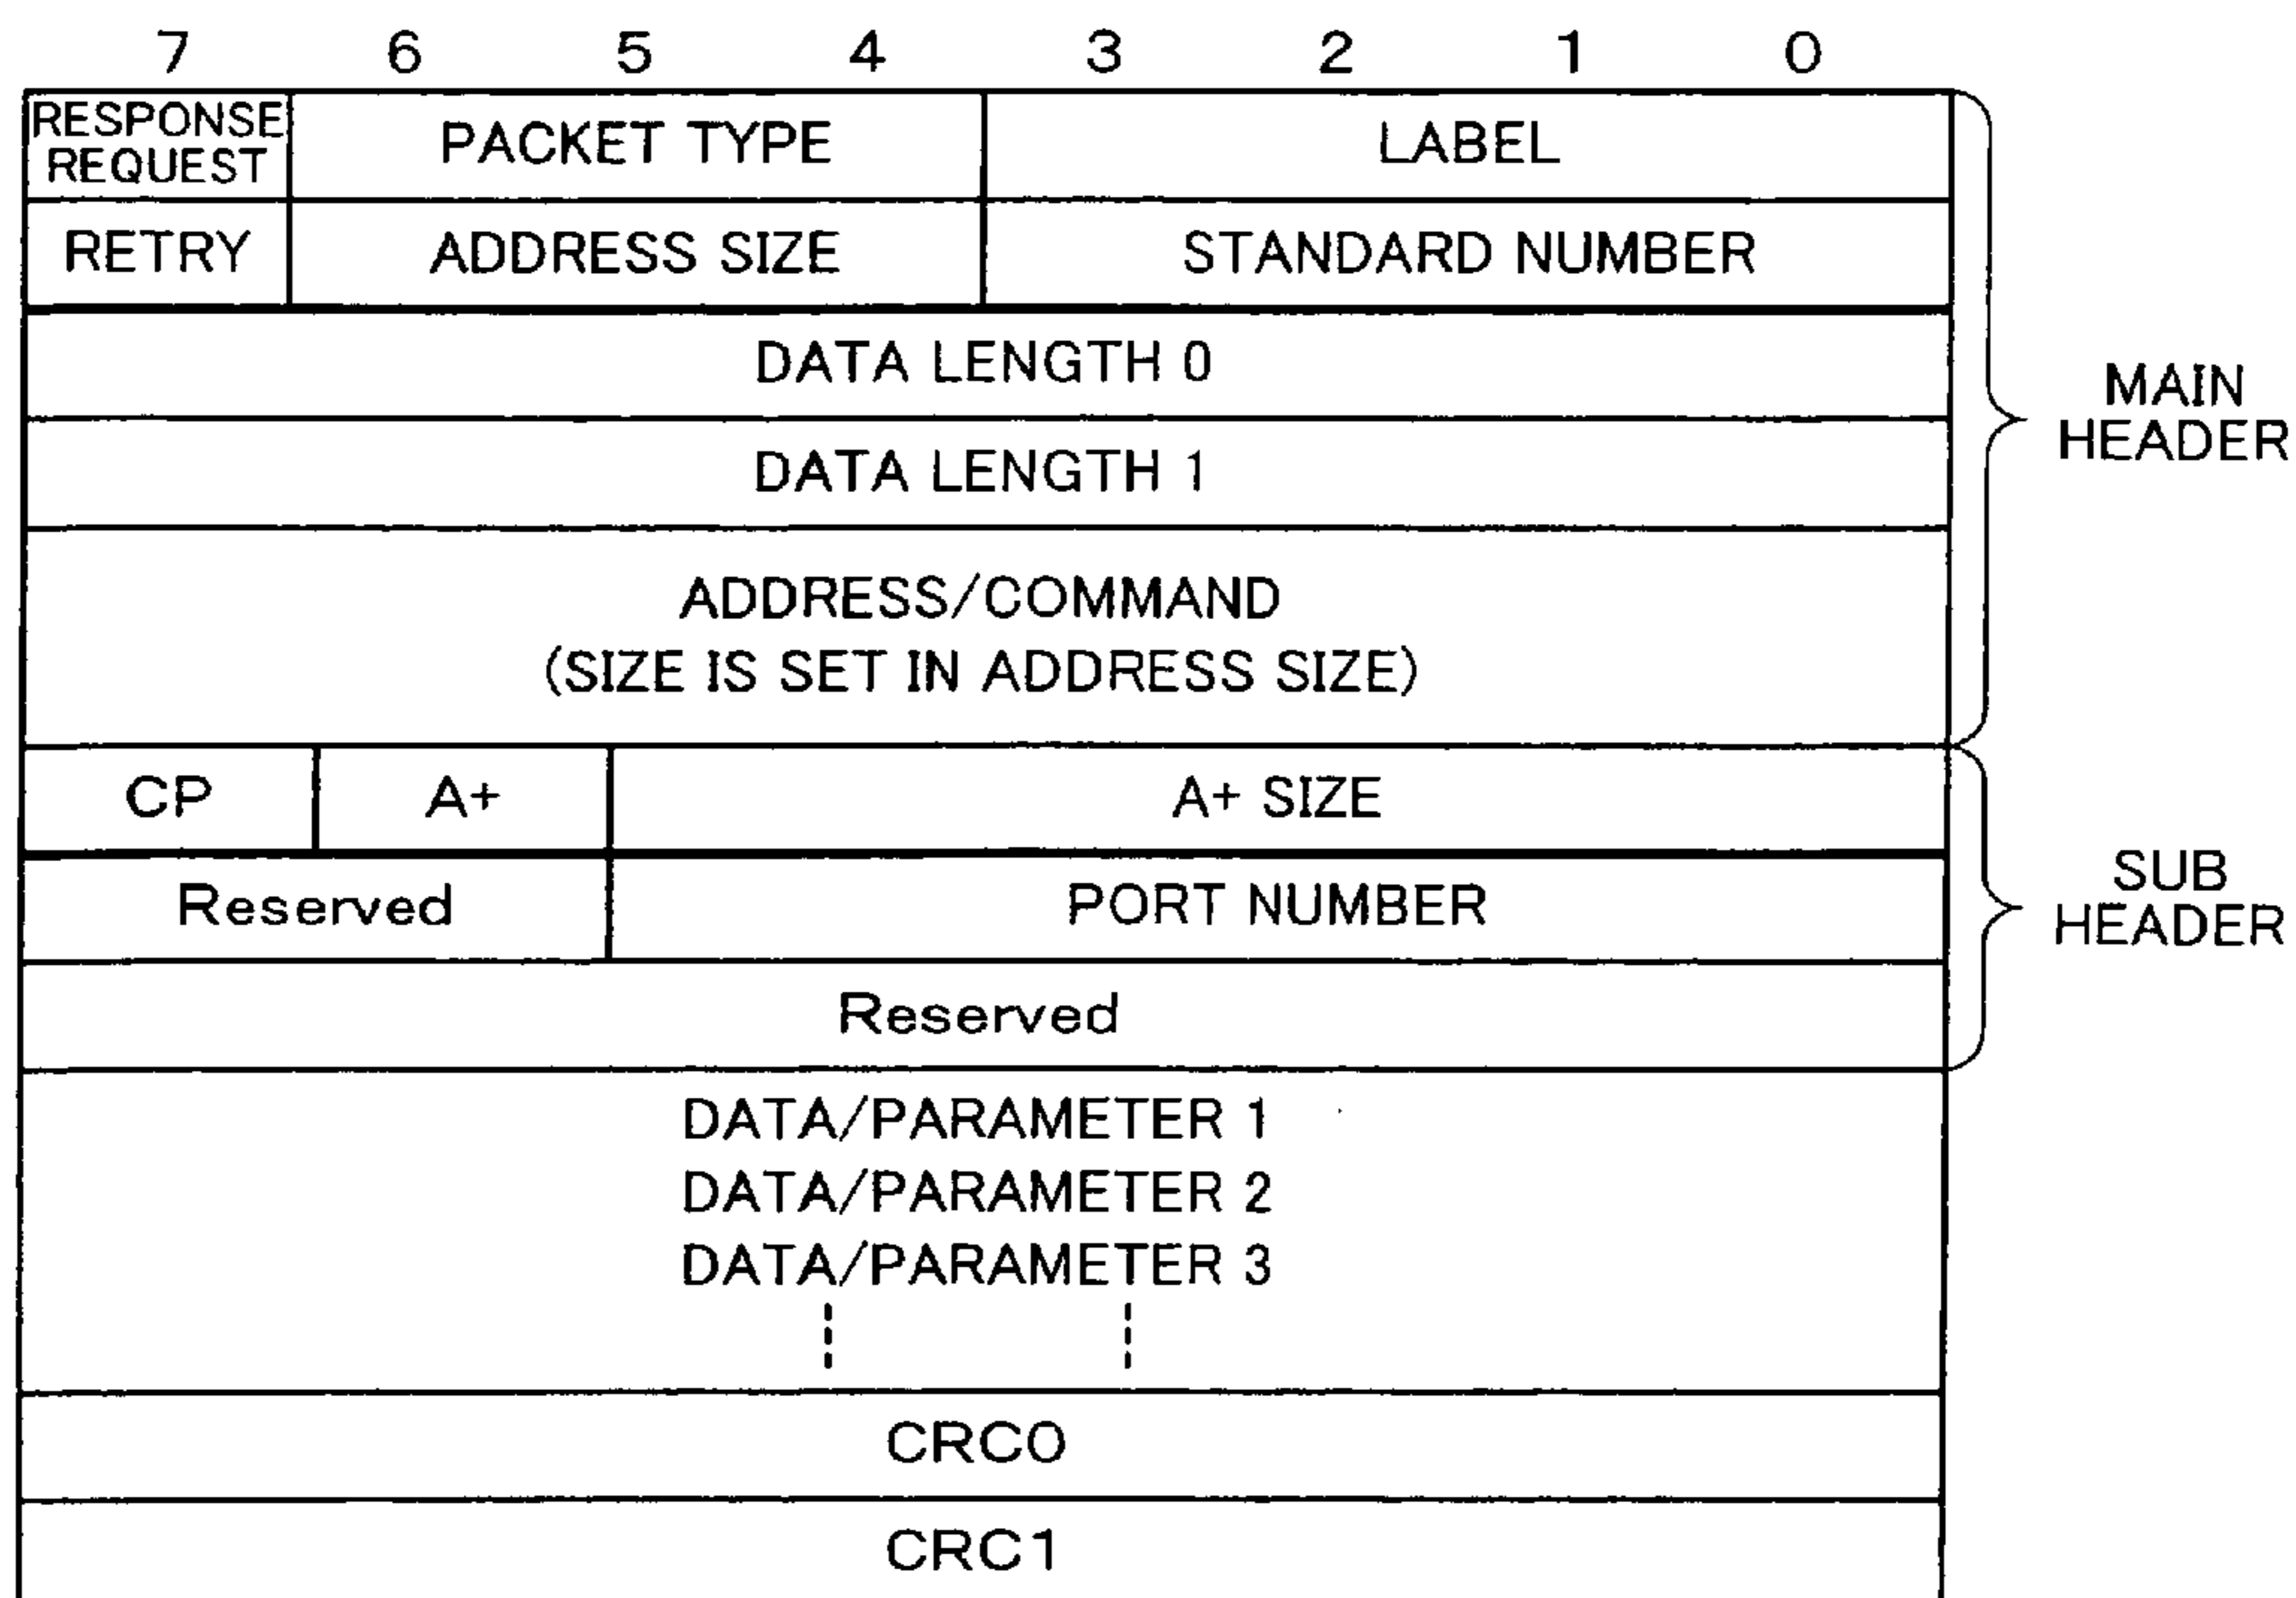 7 6 5 4 3 2 1 0
RESPONSE
REQUEST
PACKET TYPE
LABEL
RETRY
ADDRESS SIZE
STANDARD NUMBER
DATA LENGTH 0
DATA LENGTH 1
MAIN
HEADER
ADDRESS/COMMAND
(SIZE IS SET IN ADDRESS SIZE)
CP
A+
A+ SIZE
Reserved
PORT NUMBER
SUB
HEADER
Reserved
DATA/PARAMETER 1
DATA/PARAMETER 2
DATA/PARAMETER 3
CRC0
CRC1